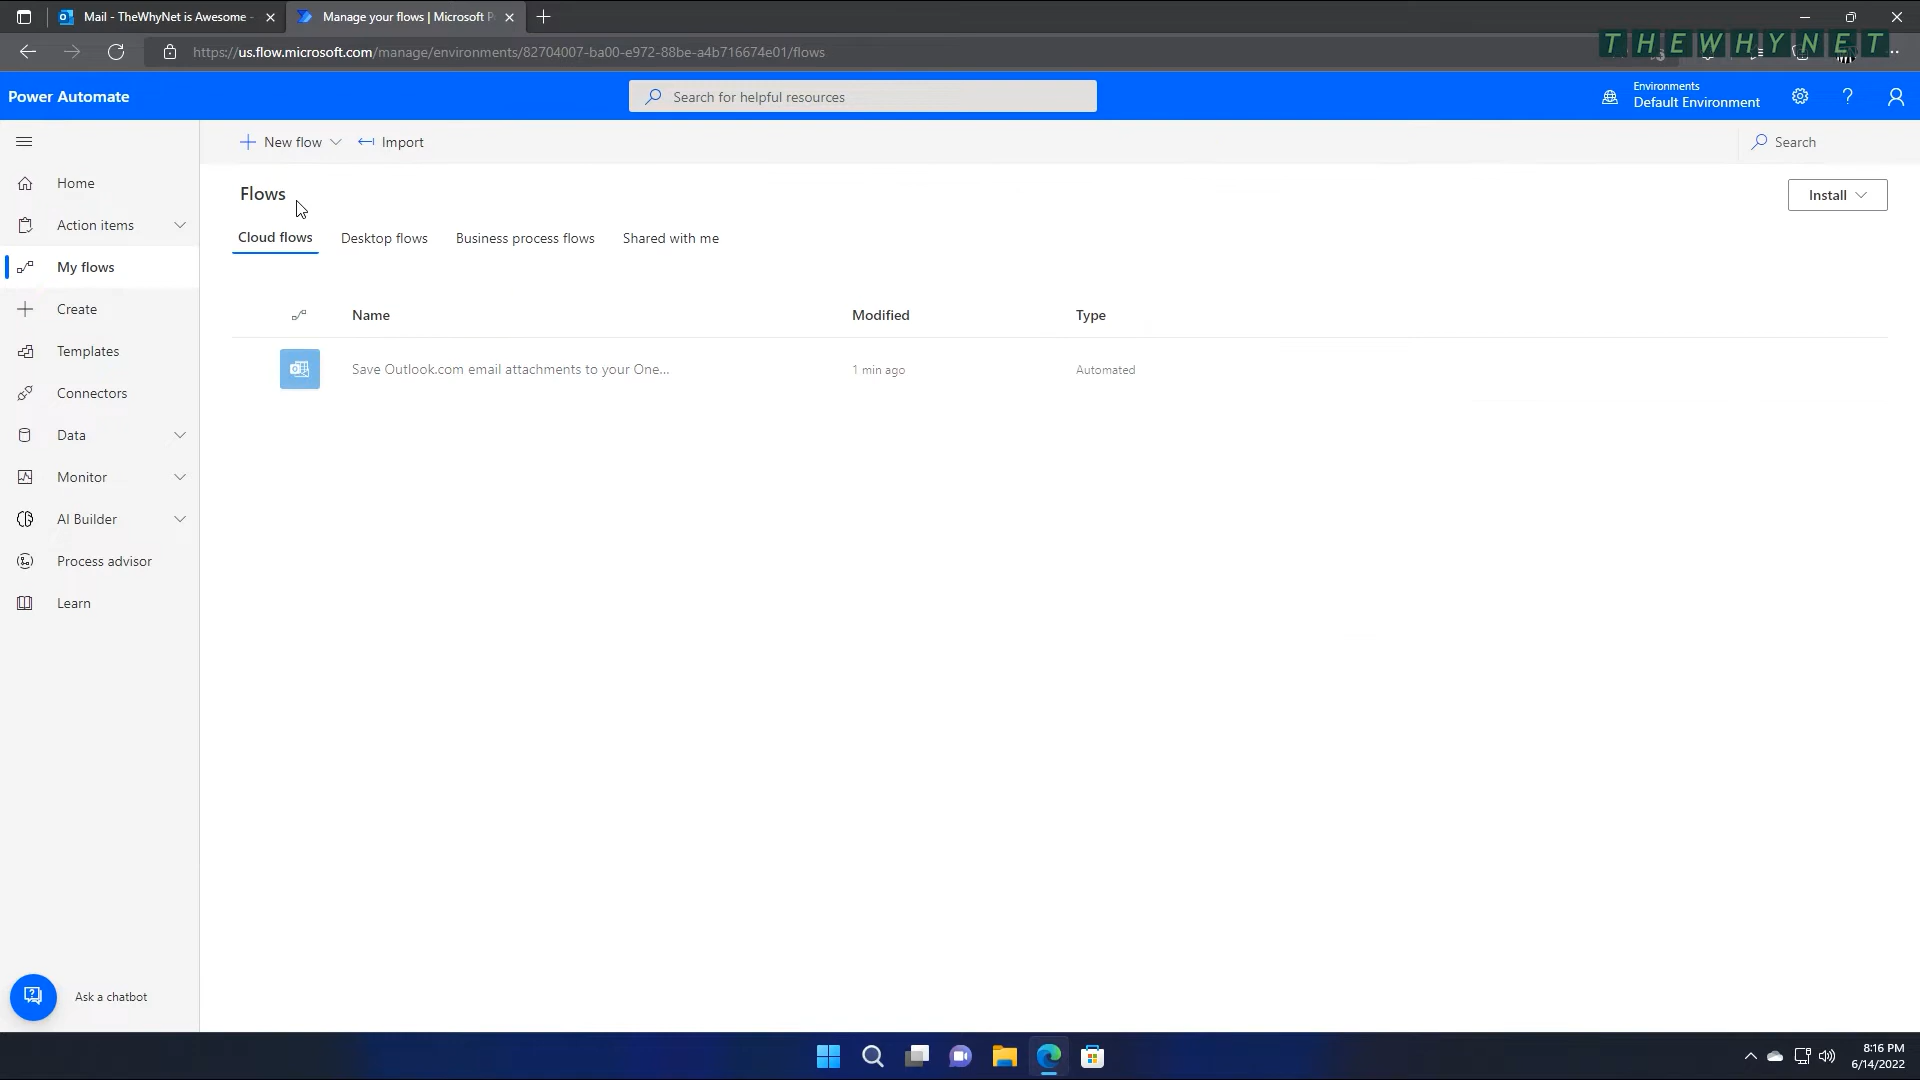 Mail - TheWhyNet is Awesome -
Manage your flows | Microsoft P
https://us.flow.microsoft.com/manage/environments/82704007-ba00-e972-88be-a4b716674e01/flows
THEWHYNET
Power Automate
Search for helpful resources
Environments
Default Environment
New flow
Import
Search
Home
Action items
My flows
Create
Templates
Connectors
Data
Monitor
AI Builder
Process advisor
Learn
Ask a chatbot
Flows
Install
Cloud flows
Desktop flows
Business process flows
Shared with me
Name
Modified
Type
Save Outlook.com email attachments to your One...
1 min ago
Automated
8:16 PM
6/14/2022